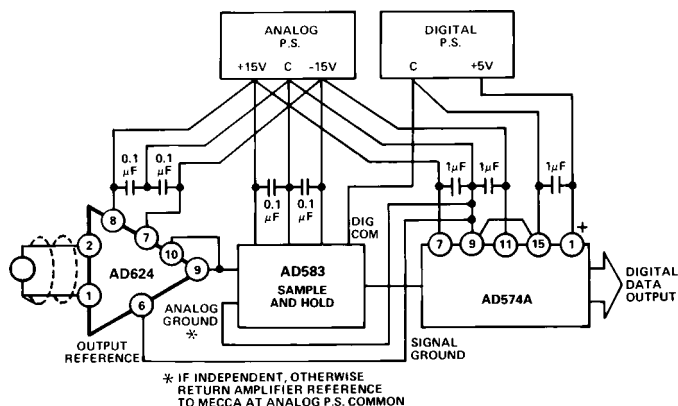 ANALOG
P.S.
+15V C -15V
DIGITAL
P.S.
C +5V
0.1
µF
0.1
µF
0.1
µF
0.1
µF
1µF
1µF
1µF
DIG
COM
8
7
10
9
2
1
6
AD624
7
9
11
15
1
+
AD583
SAMPLE
AND HOLD
AD574A
DIGITAL
DATA
OUTPUT
ANALOG
GROUND
*
OUTPUT
REFERENCE
SIGNAL
GROUND
* IF INDEPENDENT, OTHERWISE
RETURN AMPLIFIER REFERENCE
TO MECCA AT ANALOG P.S. COMMON